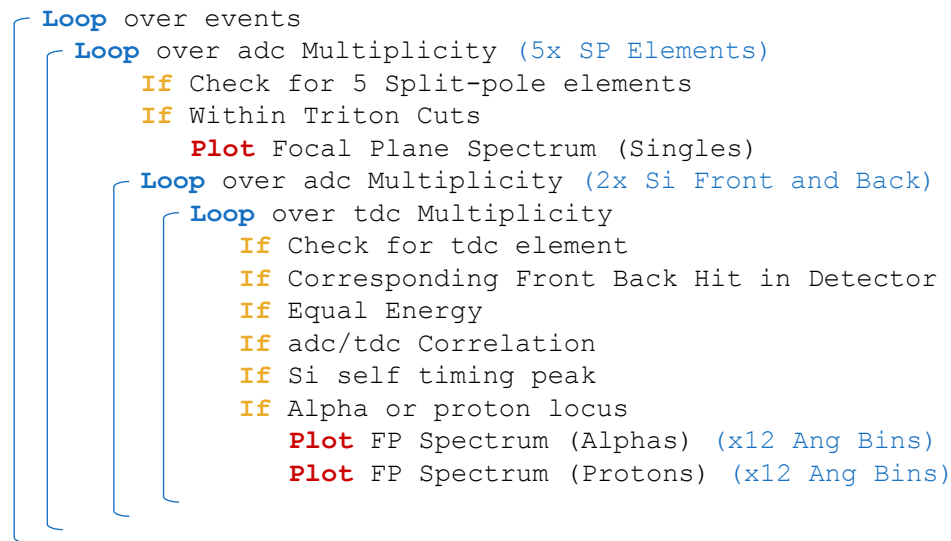 Loop over events
Loop over adc Multiplicity (5x SP Elements)
If Check for 5 Split-pole elements
If Within Triton Cuts
Plot Focal Plane Spectrum (Singles)
Loop over adc Multiplicity (2x Si Front and Back)
Loop over tdc Multiplicity
If Check for tdc element
If Corresponding Front Back Hit in Detector
If Equal Energy
If adc/tdc Correlation
If Si self timing peak
If Alpha or proton locus
Plot FP Spectrum (Alphas) (x12 Ang Bins)
Plot FP Spectrum (Protons) (x12 Ang Bins)